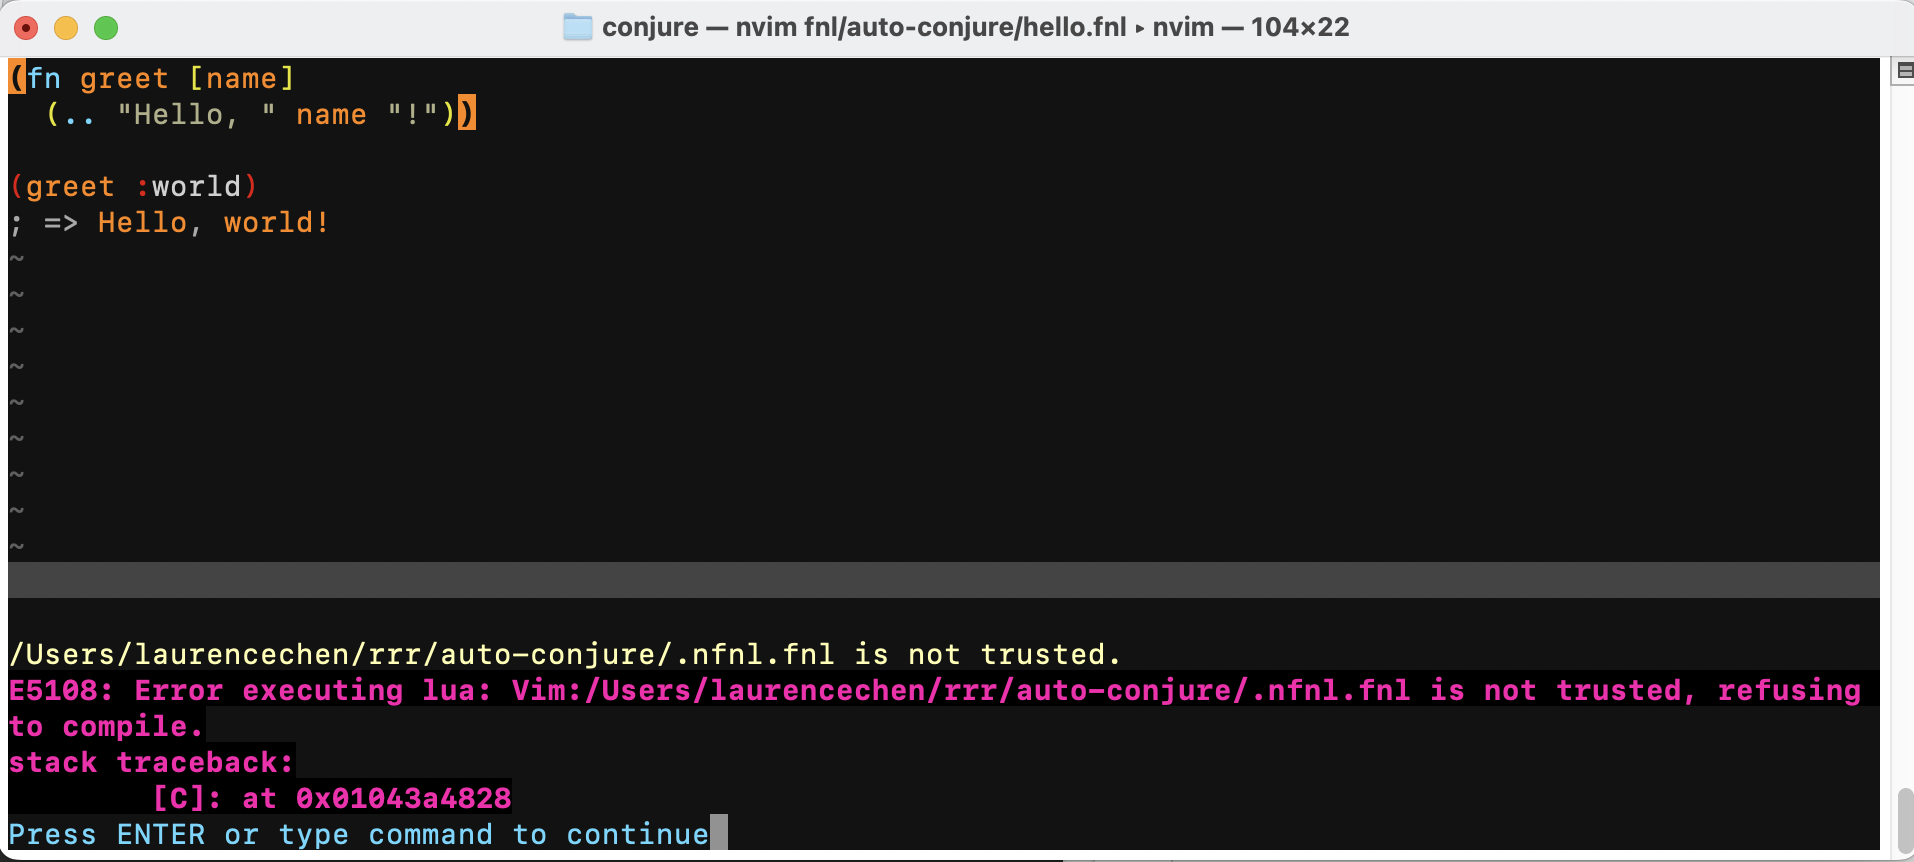 conjure — nvim fnl/auto-conjure/hello.fnl ▸ nvim — 104×22
(fn greet [name]
  (.. "Hello, " name "!"))
(greet :world)
; => Hello, world!
~
~
~
~
~
~
~
~
~
/Users/laurencechen/rrr/auto-conjure/.nfnl.fnl is not trusted.
E5108: Error executing lua: Vim:/Users/laurencechen/rrr/auto-conjure/.nfnl.fnl is not trusted, refusing
to compile.
stack traceback:
        [C]: at 0x01043a4828
Press ENTER or type command to continue